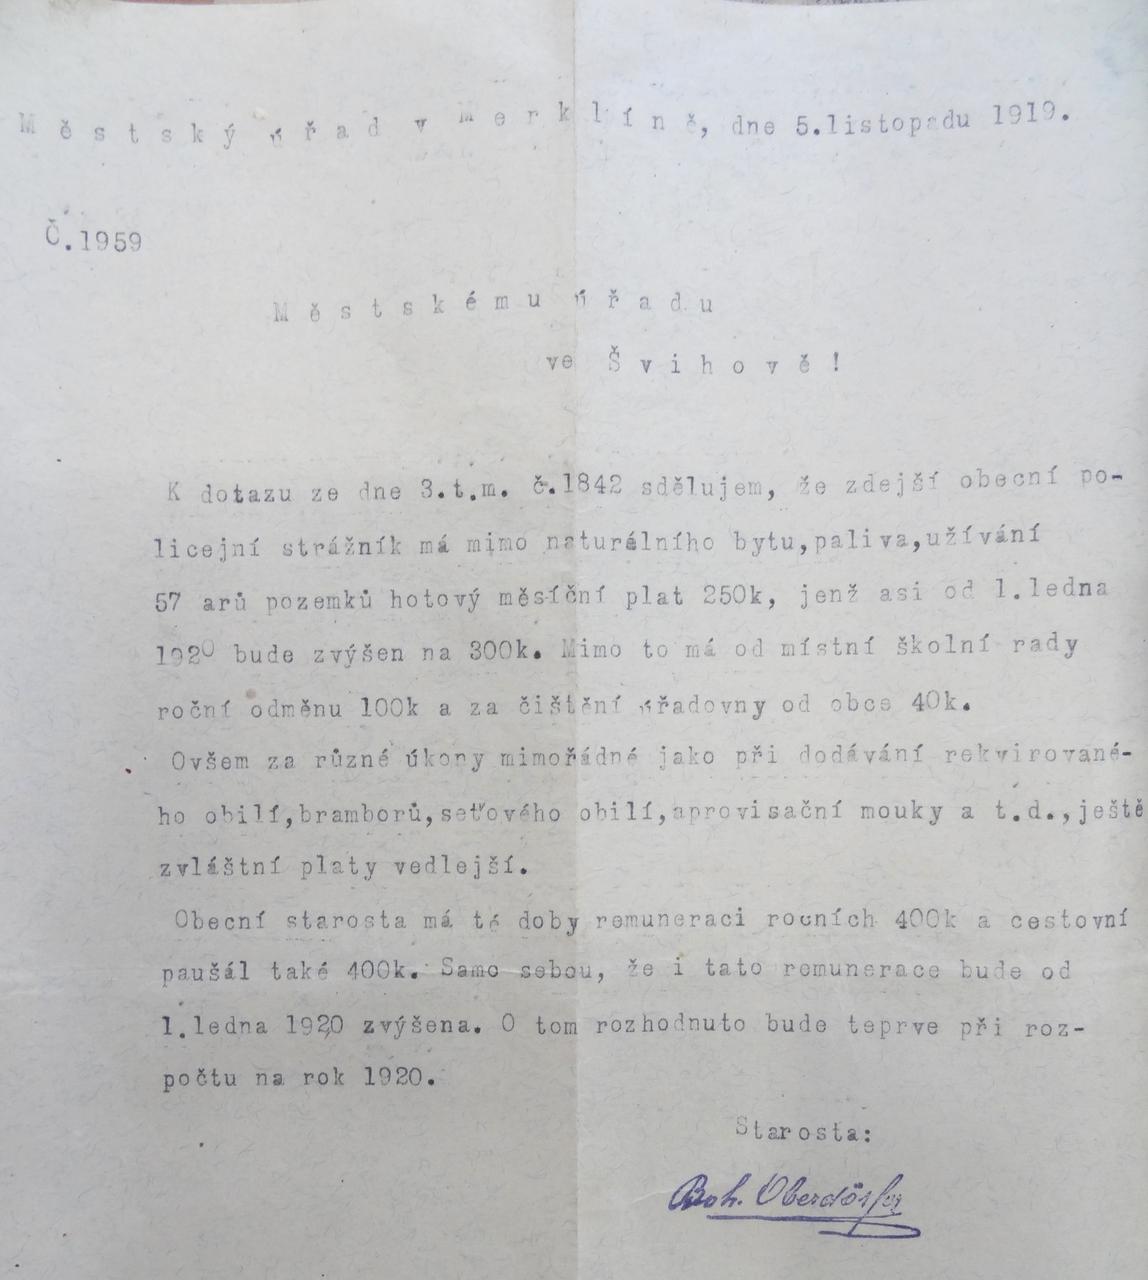 Městský úřad v Merklíně, dne 5.listopadu 1919.
Č.1959
Městskému úřadu
ve Švihově!
K dotazu ze dne 3.t.m. č.1842 sdělujem, že zdejší obecní po-
licejní strážník má mimo naturélního bytu,paliva,užívání
57 arů pozemků hotový měsíční plat 250k, jenž asi od 1.ledna
1920 bude zvýšen na 300k. Mimo to má od místní školní rady
roční odměnu 100k a za čištění úřadovny od obce 40k.
Ovšem za různé úkony mimořádné jako při dodávání rekvirované-
ho obilí,bramborů,seťového obilí,aprovisační mouky a t.d.,ještě
zvláštní platy vedlejší.
Obecní starosta má té doby remuneraci rocních 400k a cestovní
paušál také 400k. Samo sebou, že i tato remunerace bude od
1.ledna 1920 zvýšena. O tom rozhodnuto bude teprve při roz-
počtu na rok 1920.
Starosta:
Boh. Oberdörfer